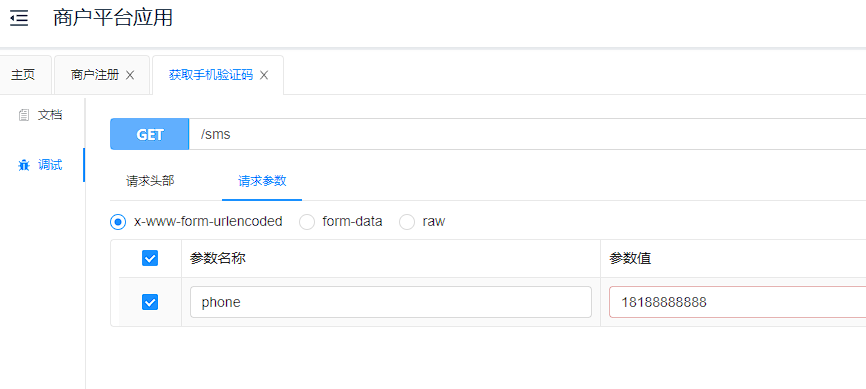 商户平台应用
主页 商户注册 获取手机验证码
文档
调试
GET /sms
请求头部 请求参数
x-www-form-urlencoded form-data raw
参数名称 参数值
phone 18188888888